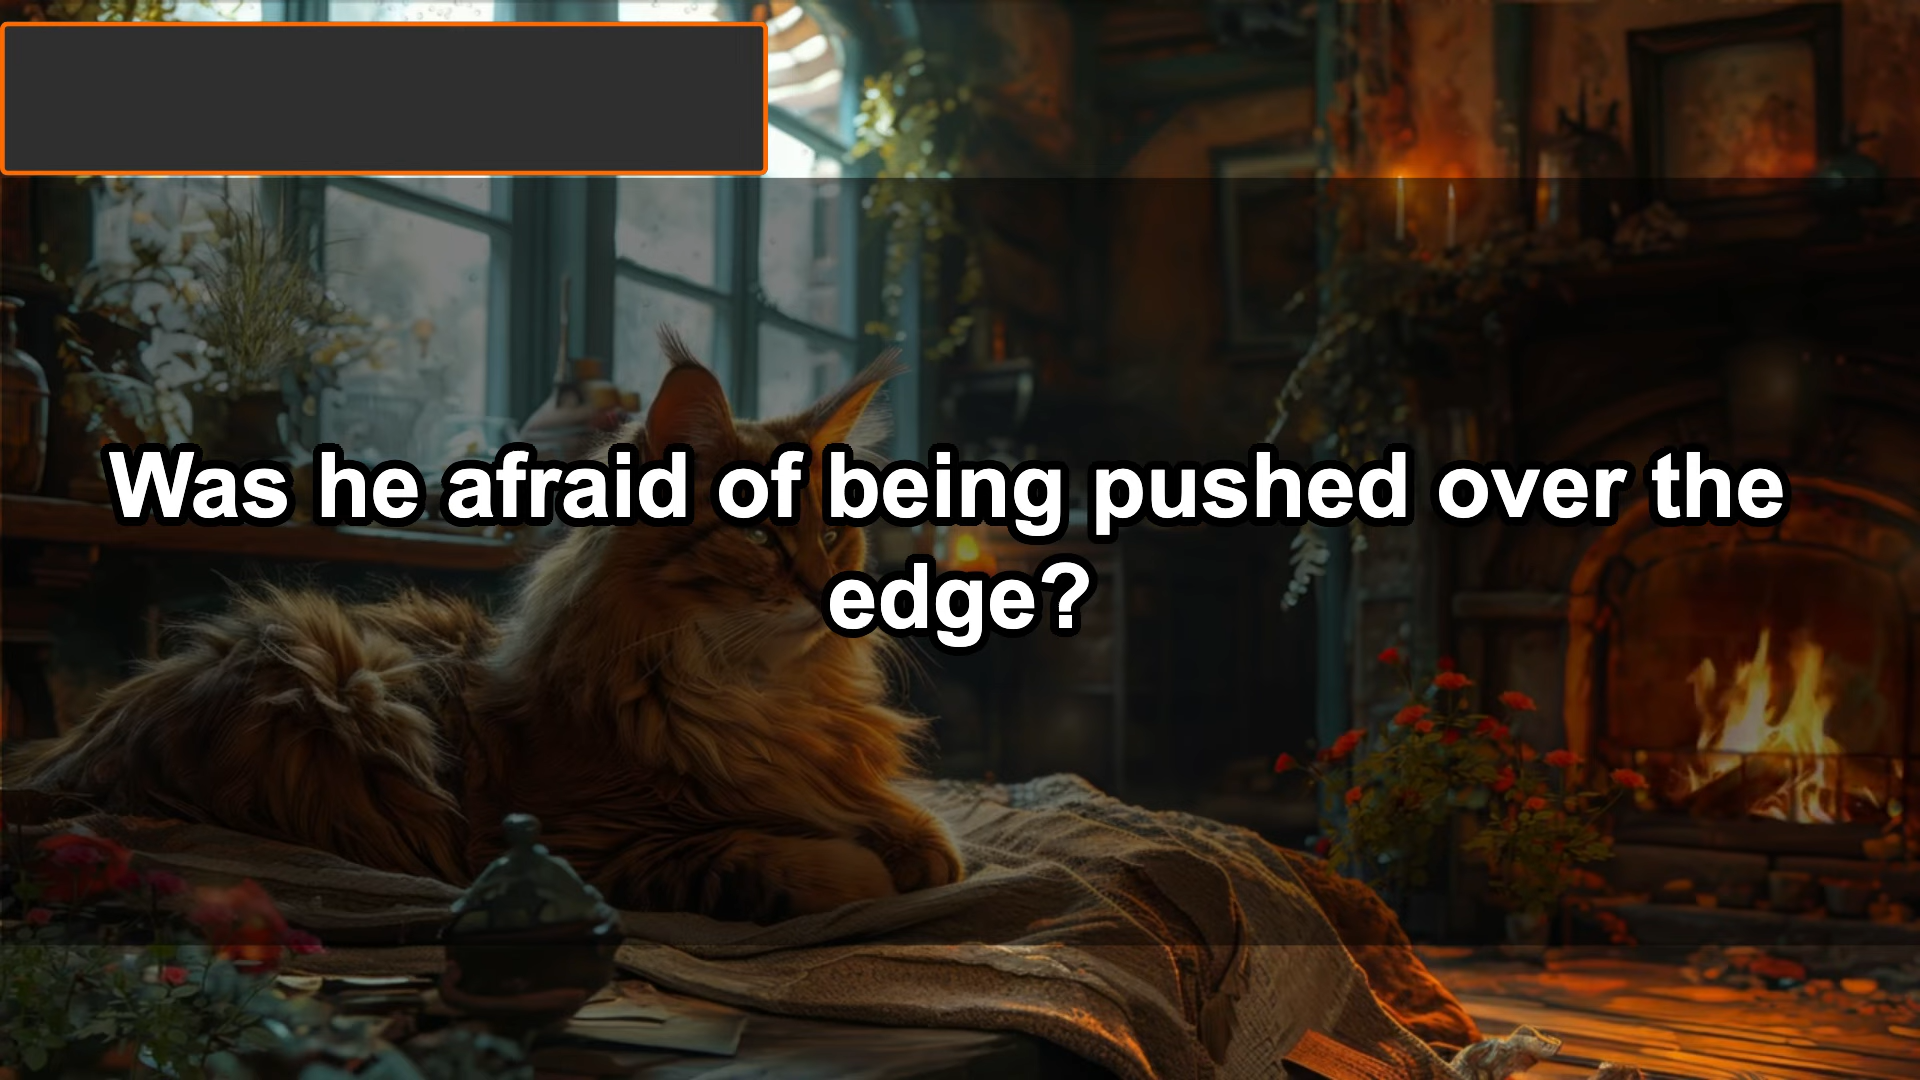 Was he afraid of being pushed over the
edge?